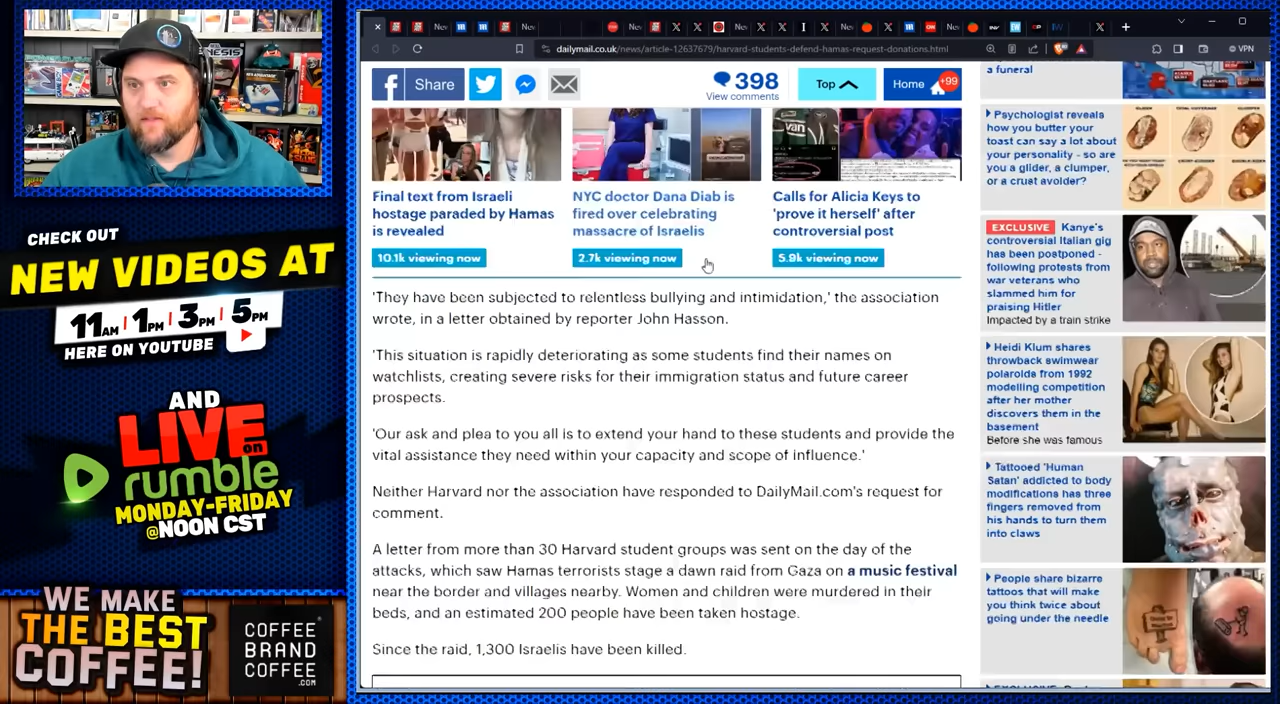 CHECK OUT
NEW VIDEOS AT
11AM | 1PM | 3PM | 5PM
HERE ON YOUTUBE
AND
LIVE on
rumble
MONDAY-FRIDAY
@NOON CST
WE MAKE
THE BEST
COFFEE!
COFFEE
BRAND
COFFEE
.COM
dailymail.co.uk/news/article-12637679/harvard-students-defend-hamas-request-donations.html
VPN
Share
398
View comments
Top
Home
+99
Final text from Israeli
hostage paraded by Hamas
is revealed
10.1k viewing now
NYC doctor Dana Diab is
fired over celebrating
massacre of Israelis
2.7k viewing now
Calls for Alicia Keys to
'prove it herself' after
controversial post
5.9k viewing now
'They have been subjected to relentless bullying and intimidation,' the association
wrote, in a letter obtained by reporter John Hasson.
'This situation is rapidly deteriorating as some students find their names on
watchlists, creating severe risks for their immigration status and future career
prospects.
'Our ask and plea to you all is to extend your hand to these students and provide the
vital assistance they need within your capacity and scope of influence.'
Neither Harvard nor the association have responded to DailyMail.com's request for
comment.
A letter from more than 30 Harvard student groups was sent on the day of the
attacks, which saw Hamas terrorists stage a dawn raid from Gaza on a music festival
near the border and villages nearby. Women and children were murdered in their
beds, and an estimated 200 people have been taken hostage.
Since the raid, 1,300 Israelis have been killed.
a funeral
Psychologist reveals
how you butter your
toast can say a lot about
your personality - so are
you a glider, a clumper,
or a crust avoider?
EXCLUSIVE Kanye's
controversial Italian gig
has been postponed -
following protests from
war veterans who
slammed him for
praising Hitler
Impacted by a train strike
Heidi Klum shares
throwback swimwear
polaroids from 1992
modelling competition
after her mother
discovers them in the
basement
Before she was famous
Tattooed 'Human
Satan' addicted to body
modifications has three
fingers removed from
his hands to turn them
into claws
People share bizarre
tattoos that will make
you think twice about
going under the needle